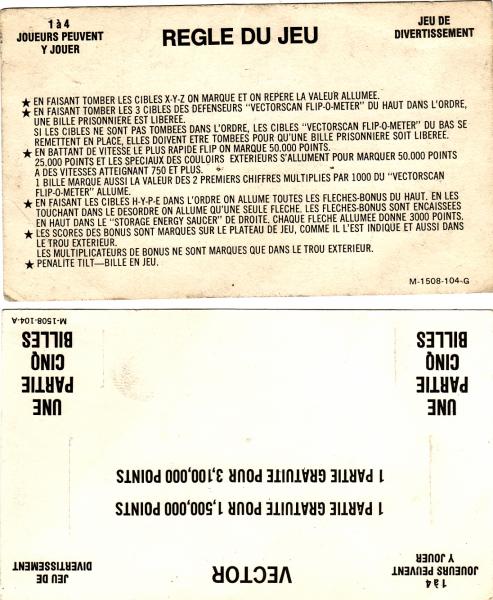 1 à 4
JOUEURS PEUVENT
Y JOUER
REGLE DU JEU
JEU DE
DIVERTISSEMENT
★ EN FAISANT TOMBER LES CIBLES X-Y-Z ON MARQUE ET ON REPERE LA VALEUR ALLUMEE.
★ EN FAISANT TOMBER LES 3 CIBLES DES DEFENSEURS "VECTORSCAN FLIP-O-METER" DU HAUT DANS L'ORDRE,
UNE BILLE PRISONNIERE EST LIBEREE.
SI LES CIBLES NE SONT PAS TOMBEES DANS L'ORDRE, LES CIBLES "VECTORSCAN FLIP-O-METER" DU BAS SE
REMETTENT EN PLACE, ELLES DOIVENT ETRE TOMBEES POUR QU'UNE BILLE PRISONNIERE SOIT LIBEREE.
★ EN BATTANT DE VITESSE LE PLUS RAPIDE FLIP ON MARQUE 50.000 POINTS.
25.000 POINTS ET LES SPECIAUX DES COULOIRS EXTERIEURS S'ALLUMENT POUR MARQUER 50.000 POINTS
A DES VITESSES ATTEIGNANT 750 ET PLUS.
1 BILLE MARQUE AUSSI LA VALEUR DES 2 PREMIERS CHIFFRES MULTIPLIES PAR 1000 DU "VECTORSCAN
FLIP-O-METER" ALLUME.
★ EN FAISANT LES CIBLES H-Y-P-E DANS L'ORDRE ON ALLUME TOUTES LES FLECHES-BONUS DU HAUT. EN LES
TOUCHANT DANS LE DESORDRE ON ALLUME QU'UNE SEULE FLECHE. LES FLECHES-BONUS SONT ENCAISSEES
EN HAUT DANS LE "STORAGE ENERGY SAUCER" DE DROITE. CHAQUE FLECHE ALLUMEE DONNE 3000 POINTS.
★ LES SCORES DES BONUS SONT MARQUES SUR LE PLATEAU DE JEU, COMME IL L'EST INDIQUE ET AUSSI DANS
LE TROU EXTERIEUR.
LES MULTIPLICATEURS DE BONUS NE SONT MARQUES QUE DANS LE TROU EXTERIEUR.
★ PENALITE TILT—BILLE EN JEU.
M-1508-104-G
1 à 4
JOUEURS PEUVENT
Y JOUER
VECTOR
JEU DE
DIVERTISSEMENT
1 PARTIE GRATUITE POUR 1,500,000 POINTS
1 PARTIE GRATUITE POUR 3,100,000 POINTS
UNE
PARTIE
CINQ
BILLES
UNE
PARTIE
CINQ
BILLES
M-1508-104-A